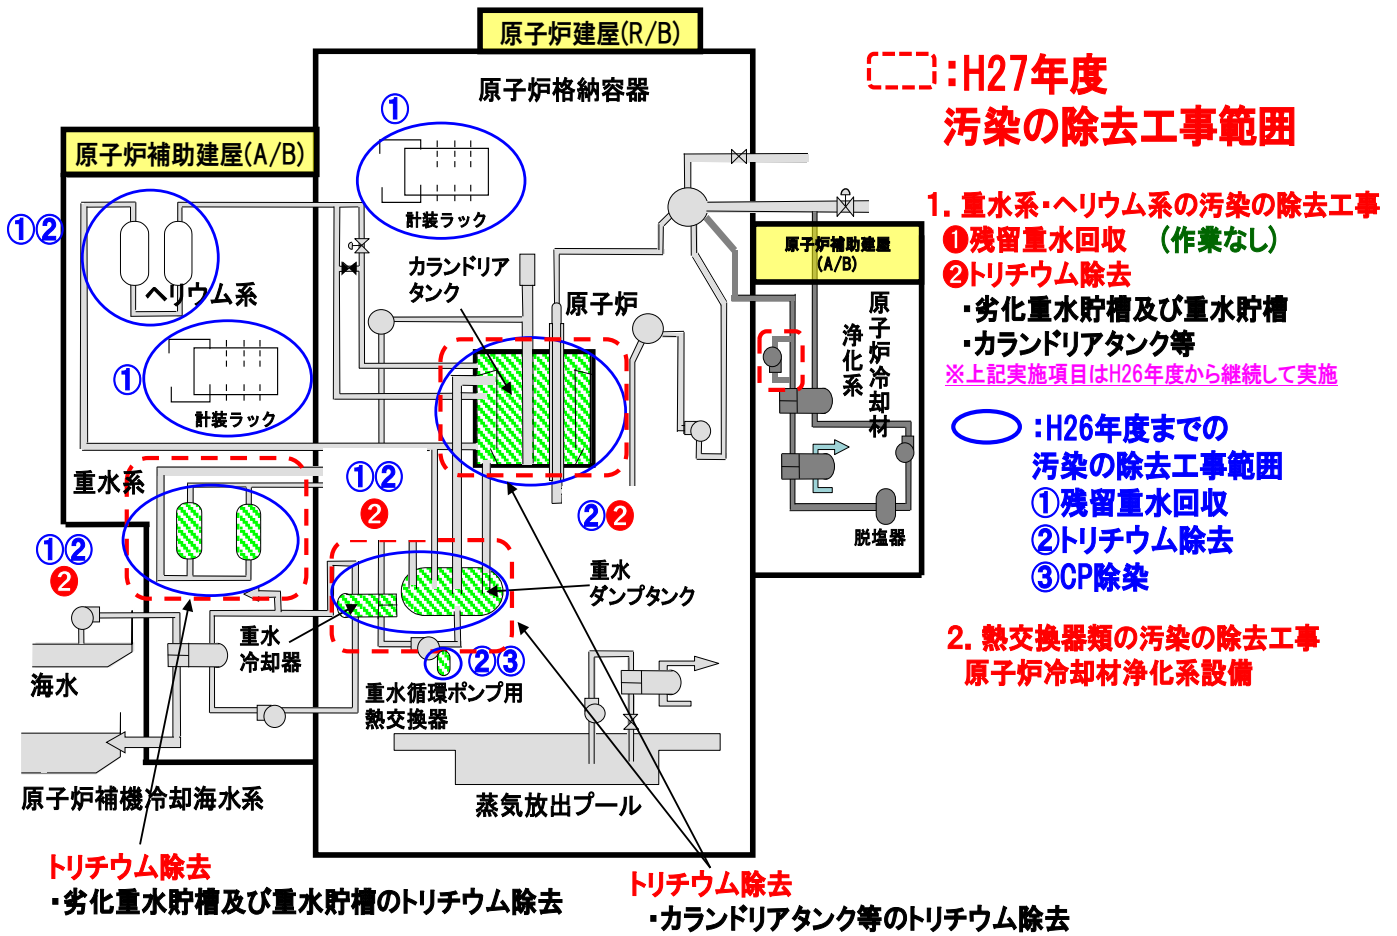 原子炉建屋(R/B)
原子炉格納容器
①
計装ラック
原子炉補助建屋(A/B)
①②
ヘリウム系
①
計装ラック
カランドリア
タンク
原子炉
原子炉補助建屋
(A/B)
原子炉冷却材
浄化系
脱塩器
重水系
①②
❷
①②
❷
②❷
重水
ダンプタンク
重水
冷却器
②③
重水循環ポンプ用
熱交換器
海水
原子炉補機冷却海水系
蒸気放出プール
トリチウム除去
・劣化重水貯槽及び重水貯槽のトリチウム除去
トリチウム除去
・カランドリアタンク等のトリチウム除去
:H27年度
汚染の除去工事範囲
1. 重水系・ヘリウム系の汚染の除去工事
❶残留重水回収 (作業なし)
❷トリチウム除去
・劣化重水貯槽及び重水貯槽
・カランドリアタンク等
※上記実施項目はH26年度から継続して実施
:H26年度までの
汚染の除去工事範囲
①残留重水回収
②トリチウム除去
③CP除染
2. 熱交換器類の汚染の除去工事
原子炉冷却材浄化系設備